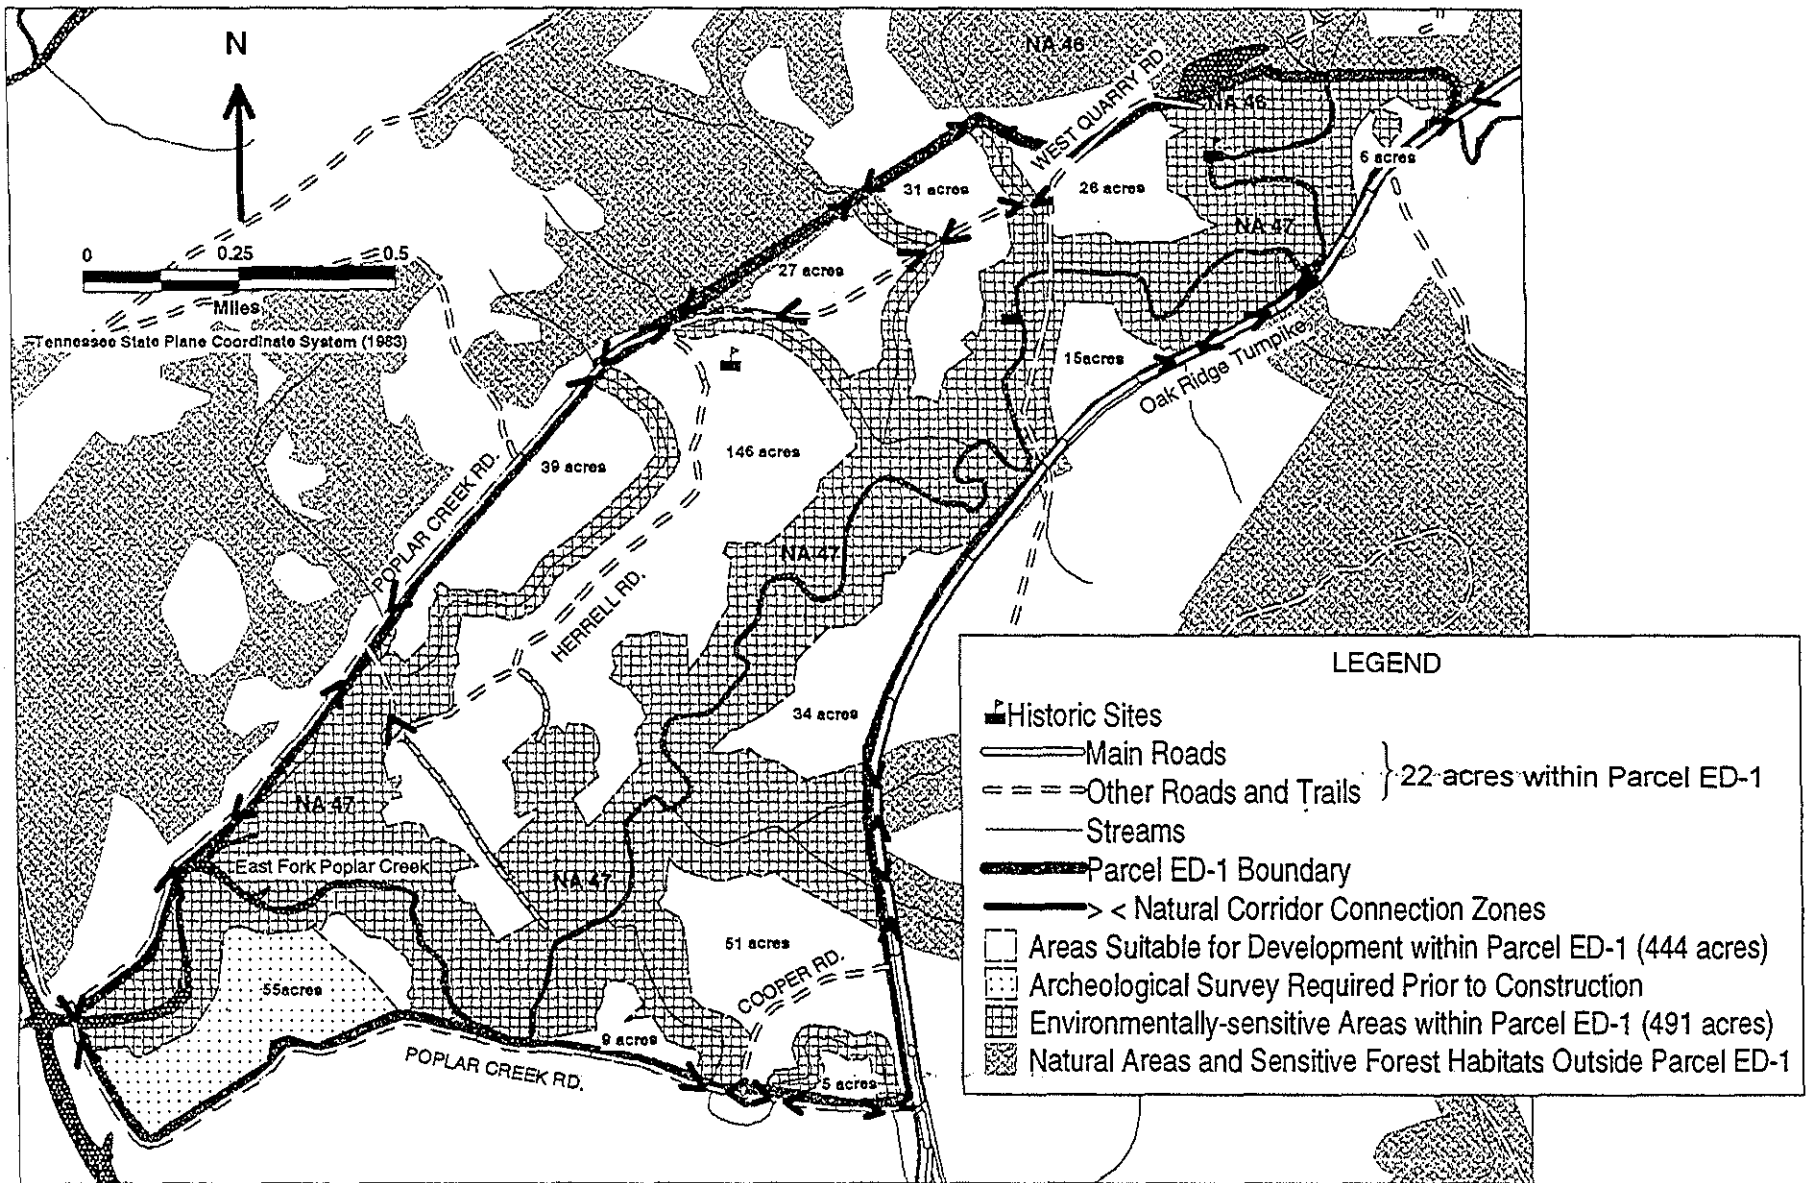 N
NA 46
WEST QUARRY RD.
NA 46
6 acres
31 acres
26 acres
NA 47
0 0.25 0.5
Miles
Tennessee State Plane Coordinate System (1983)
27 acres
15acres
Oak Ridge Turnpike
39 acres
146 acres
POPLAR CREEK RD.
NA 47
HERRELL RD.
34 acres
NA 47
East Fork Poplar Creek
NA 47
51 acres
55acres
COOPER RD.
9 acres
POPLAR CREEK RD.
5 acres
LEGEND
Historic Sites
Main Roads
Other Roads and Trails
22 acres within Parcel ED-1
Streams
Parcel ED-1 Boundary
> < Natural Corridor Connection Zones
Areas Suitable for Development within Parcel ED-1 (444 acres)
Archeological Survey Required Prior to Construction
Environmentally-sensitive Areas within Parcel ED-1 (491 acres)
Natural Areas and Sensitive Forest Habitats Outside Parcel ED-1